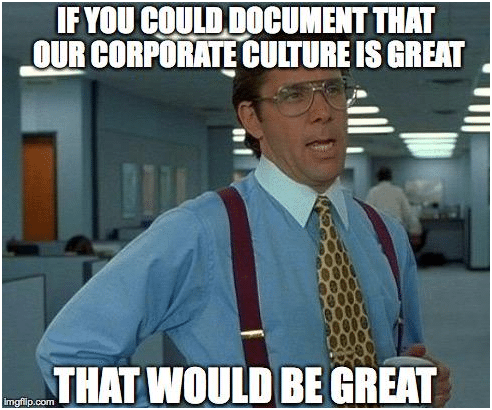 IF YOU COULD DOCUMENT THAT
OUR CORPORATE CULTURE IS GREAT
THAT WOULD BE GREAT
imgflip.com